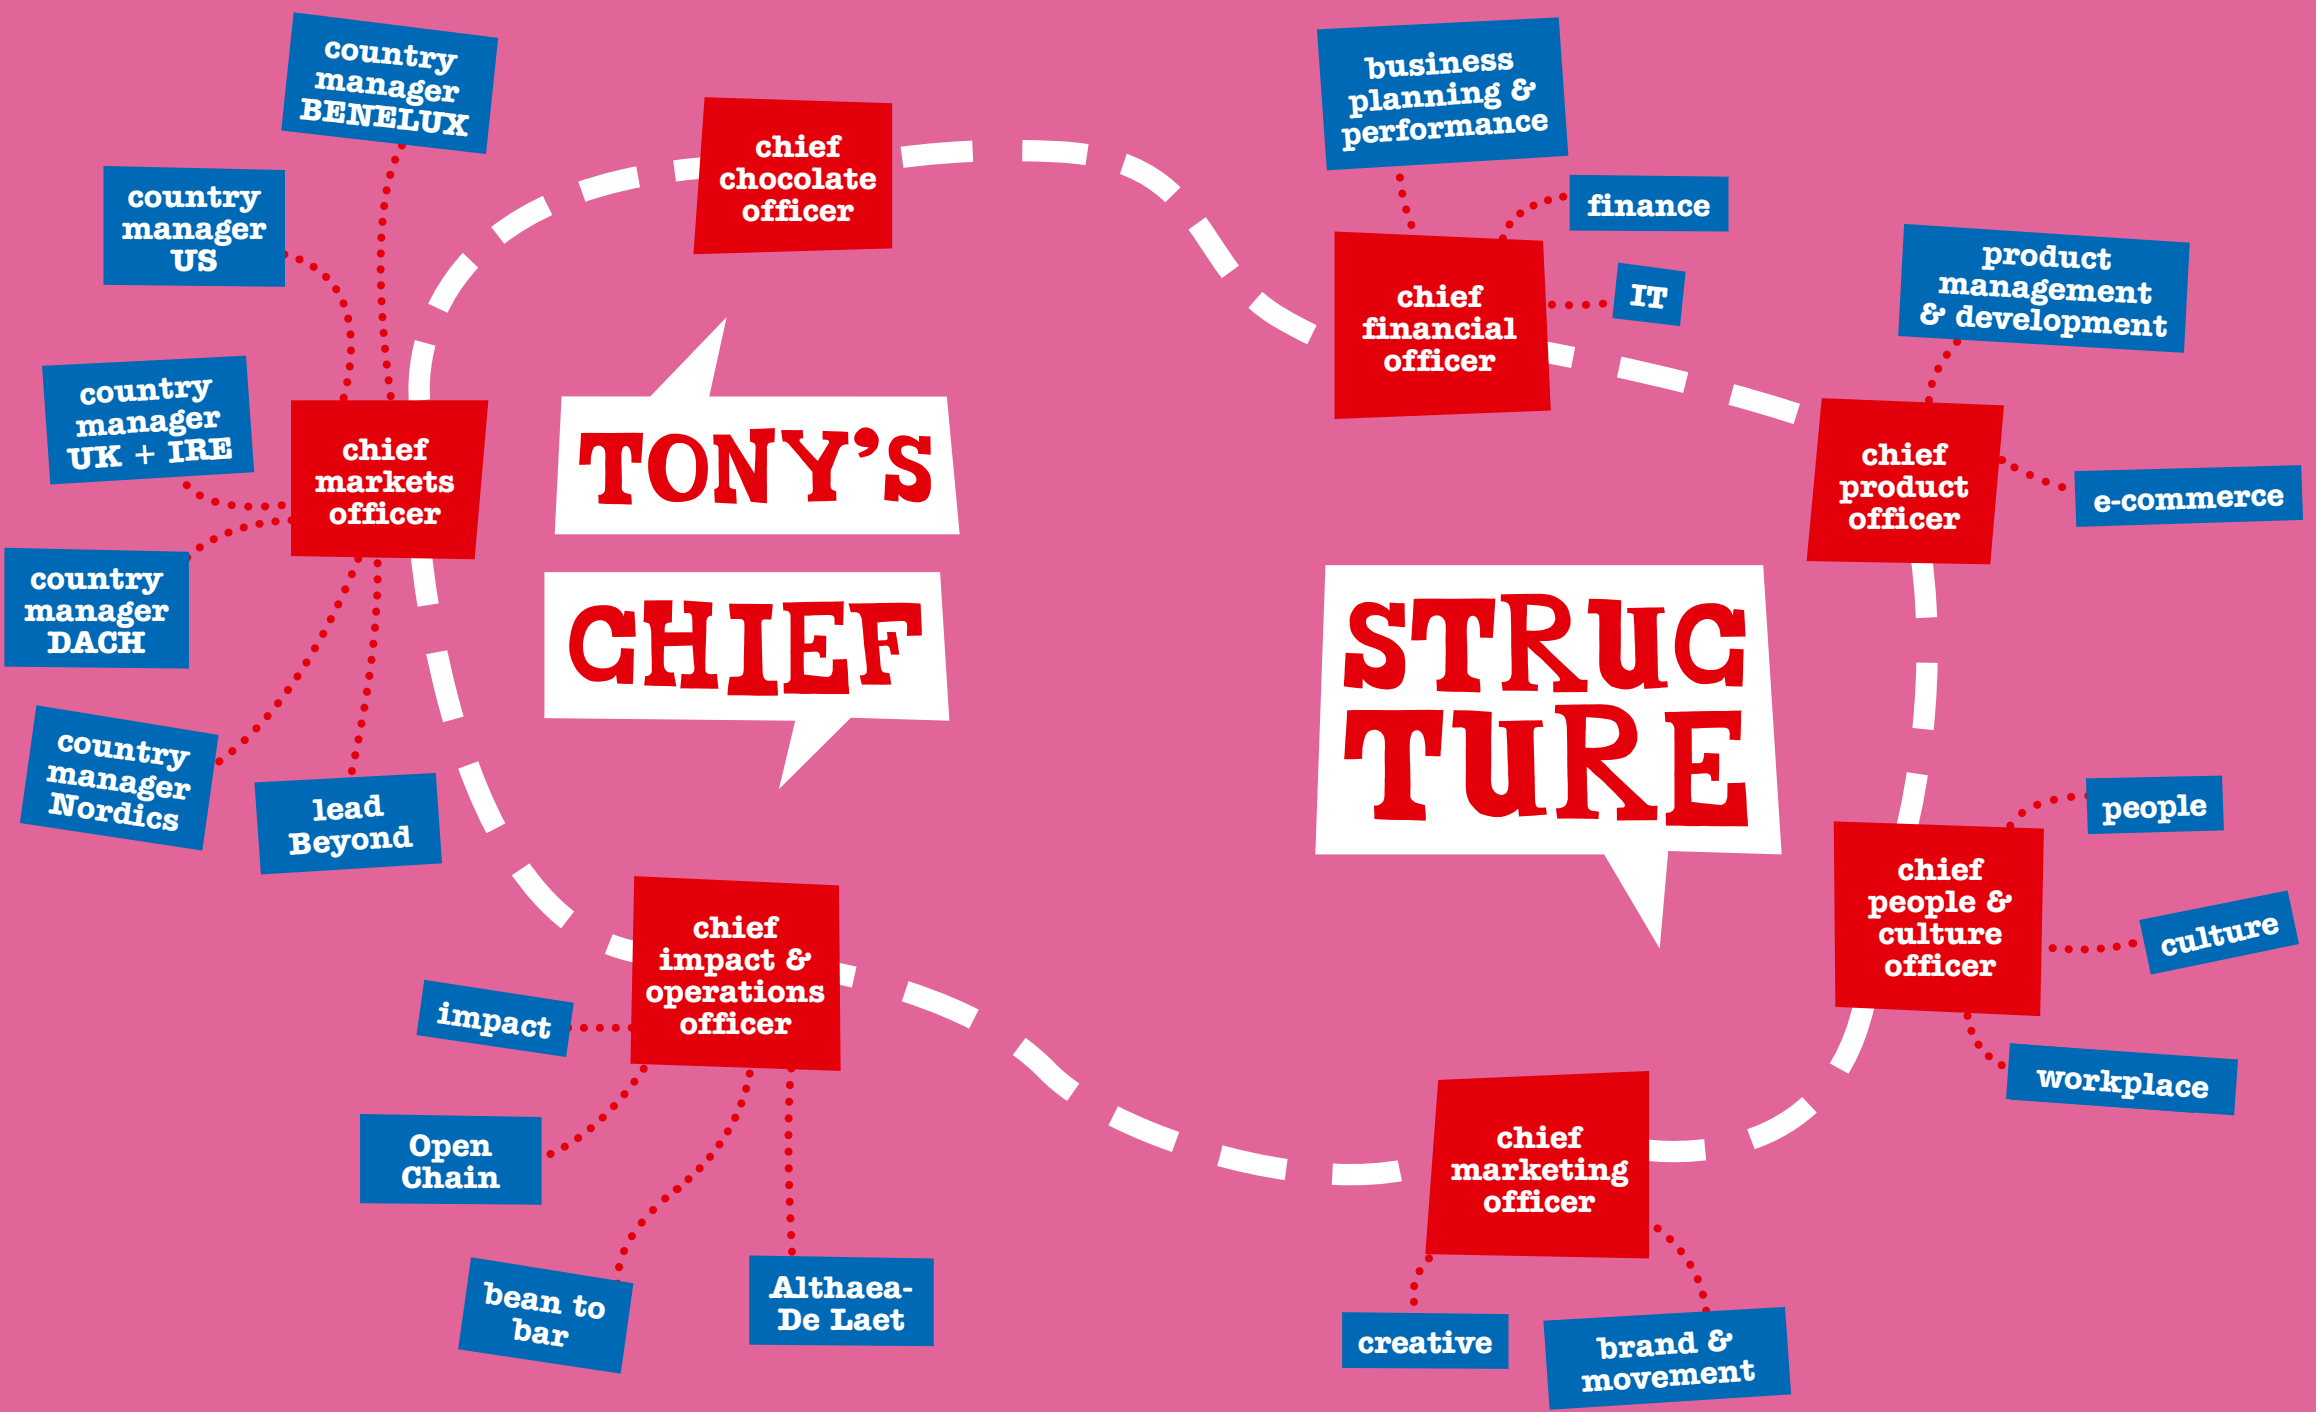 TONY'S
CHIEF
STRUC
TURE
chief
chocolate
officer
business
planning &
performance
finance
IT
chief
financial
officer
product
management
& development
chief
product
officer
e-commerce
people
chief
people &
culture
officer
culture
workplace
chief
marketing
officer
creative
brand &
movement
chief
impact &
operations
officer
impact
Open
Chain
bean to
bar
Althaea-
De Laet
chief
markets
officer
country
manager
BENELUX
country
manager
US
country
manager
UK + IRE
country
manager
DACH
country
manager
Nordics
lead
Beyond